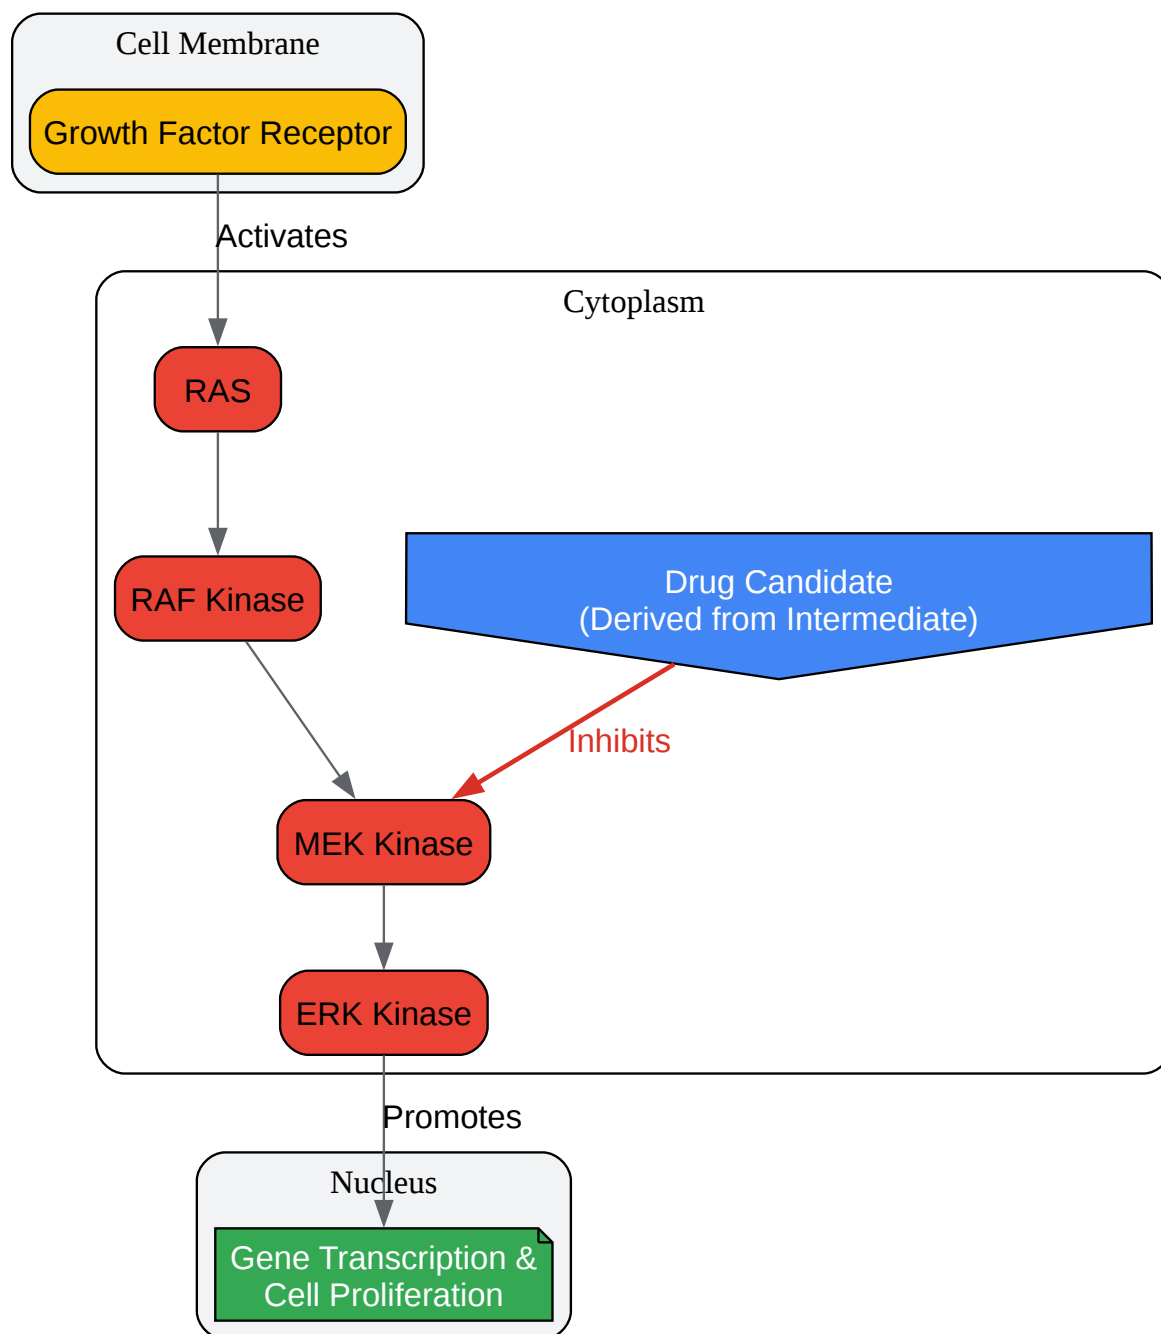 Cell Membrane
Growth Factor Receptor
Activates
Cytoplasm
RAS
RAF Kinase
Drug Candidate
(Derived from Intermediate)
Inhibits
MEK Kinase
ERK Kinase
Promotes
Nucleus
Gene Transcription &
Cell Proliferation